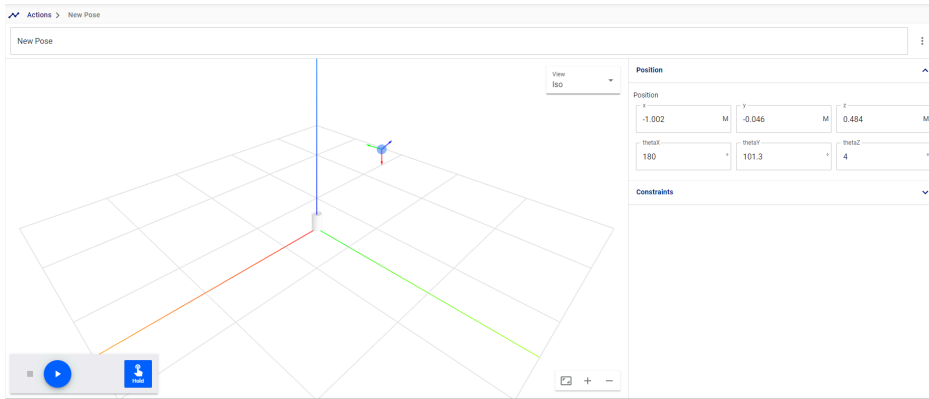 Actions > New Pose
New Pose
View
Iso
Position
Position
x
-1.002 M
y
-0.046 M
z
0.484 M
thetaX
180 °
thetaY
101.3 °
thetaZ
4 °
Constraints
Hold